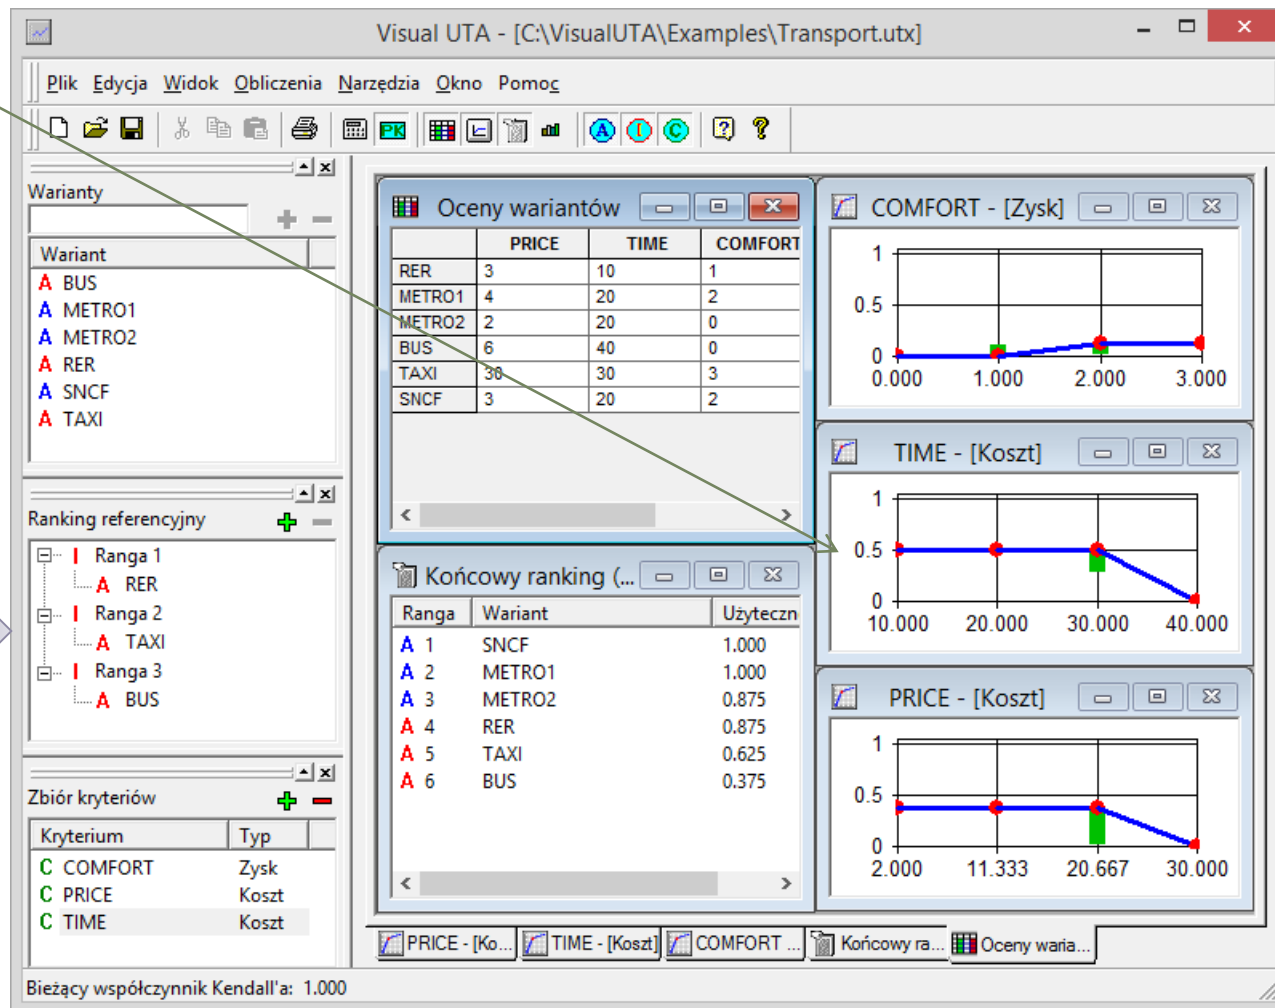 Visual UTA - [C:\VisualUTA\Examples\Transport.utx]
Plik Edycja Widok Obliczenia Narzędzia Okno Pomoc
PK A I C
Warianty
Wariant
A BUS
A METRO1
A METRO2
A RER
A SNCF
A TAXI
Ranking referencyjny
Ranga 1
A RER
Ranga 2
A TAXI
Ranga 3
A BUS
Zbiór kryteriów
Kryterium Typ
C COMFORT Zysk
C PRICE Koszt
C TIME Koszt
Oceny wariantów
PRICE TIME COMFORT
RER 3 10 1
METRO1 4 20 2
METRO2 2 20 0
BUS 6 40 0
TAXI 30 30 3
SNCF 3 20 2
Końcowy ranking (...
Ranga Wariant Użyteczn
A 1 SNCF 1.000
A 2 METRO1 1.000
A 3 METRO2 0.875
A 4 RER 0.875
A 5 TAXI 0.625
A 6 BUS 0.375
COMFORT - [Zysk]
1
0.5
0
0.000 1.000 2.000 3.000
TIME - [Koszt]
1
0.5
0
10.000 20.000 30.000 40.000
PRICE - [Koszt]
1
0.5
0
2.000 11.333 20.667 30.000
PRICE - [Ko... TIME - [Koszt] COMFORT ... Końcowy ra... Oceny waria...
Bieżący współczynnik Kendall'a: 1.000